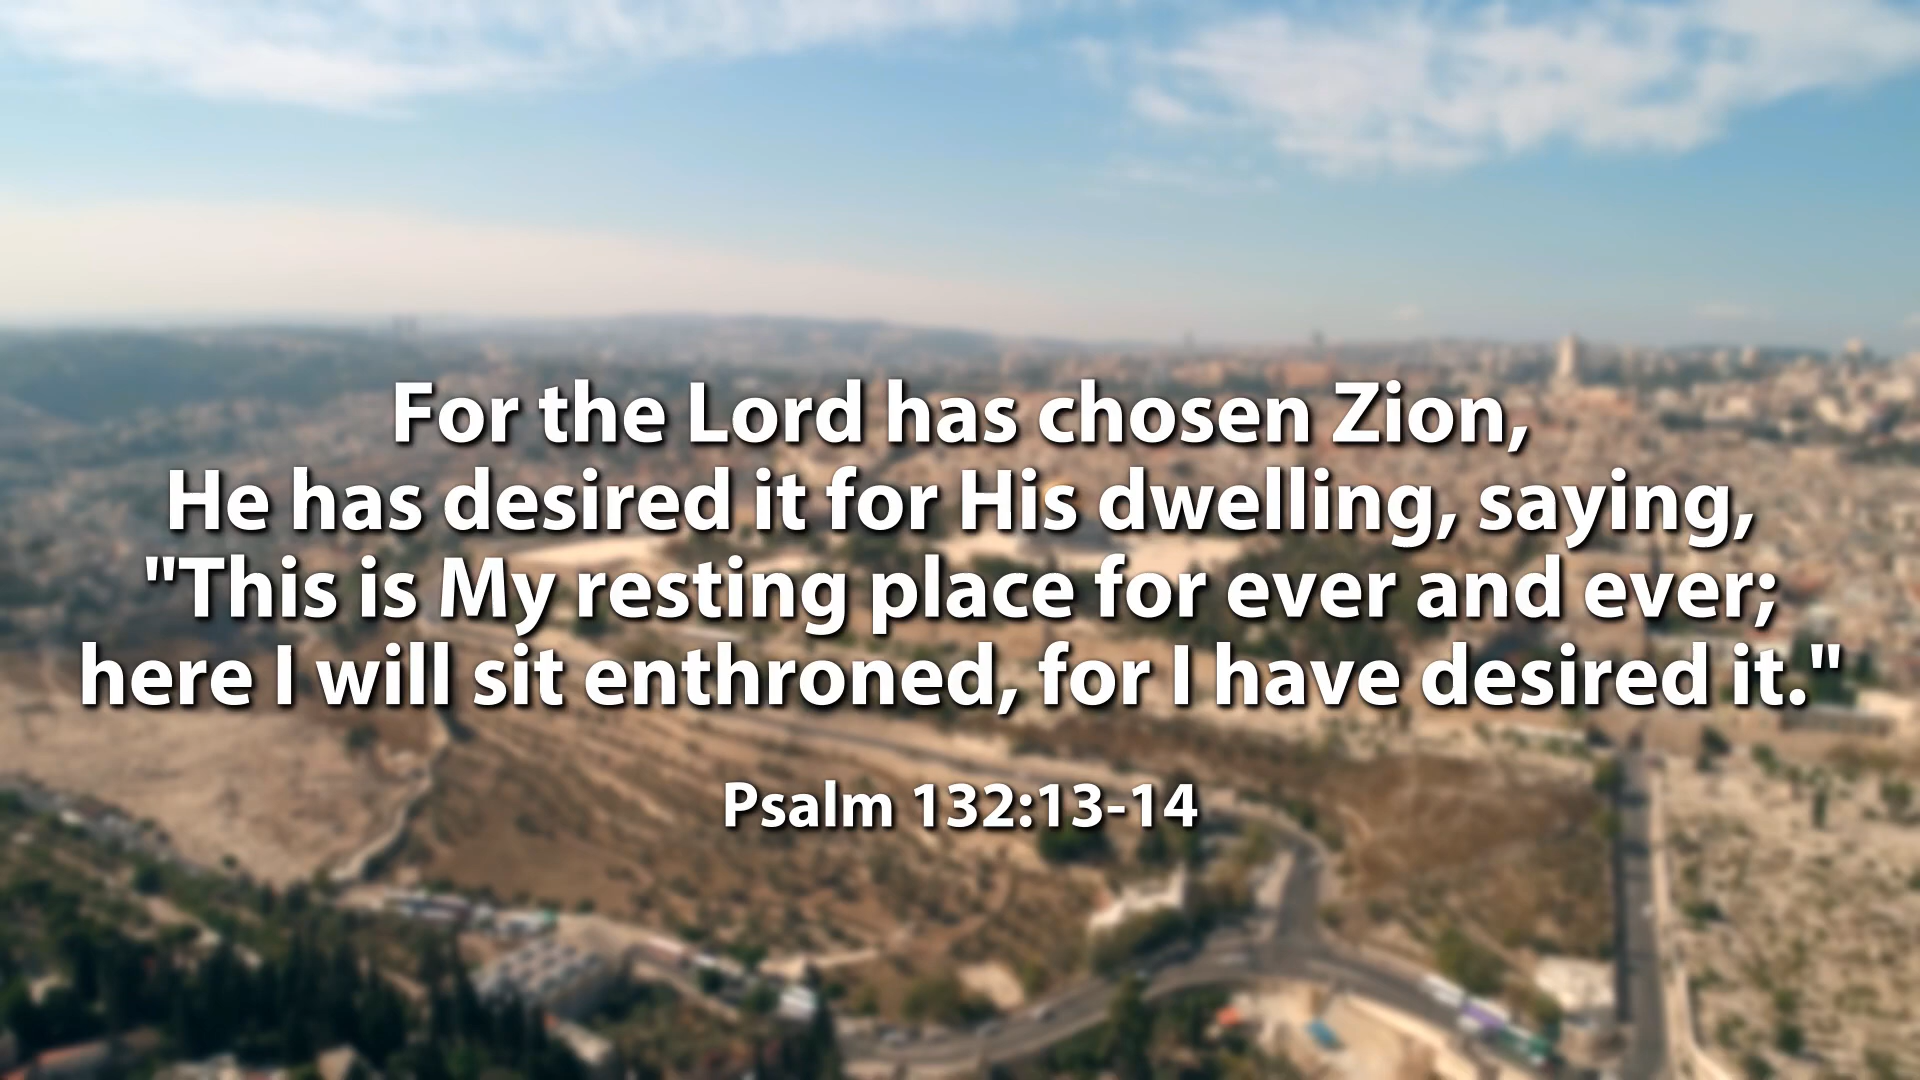 For the Lord has chosen Zion,
He has desired it for His dwelling, saying,
"This is My resting place for ever and ever;
here I will sit enthroned, for I have desired it."
Psalm 132:13-14